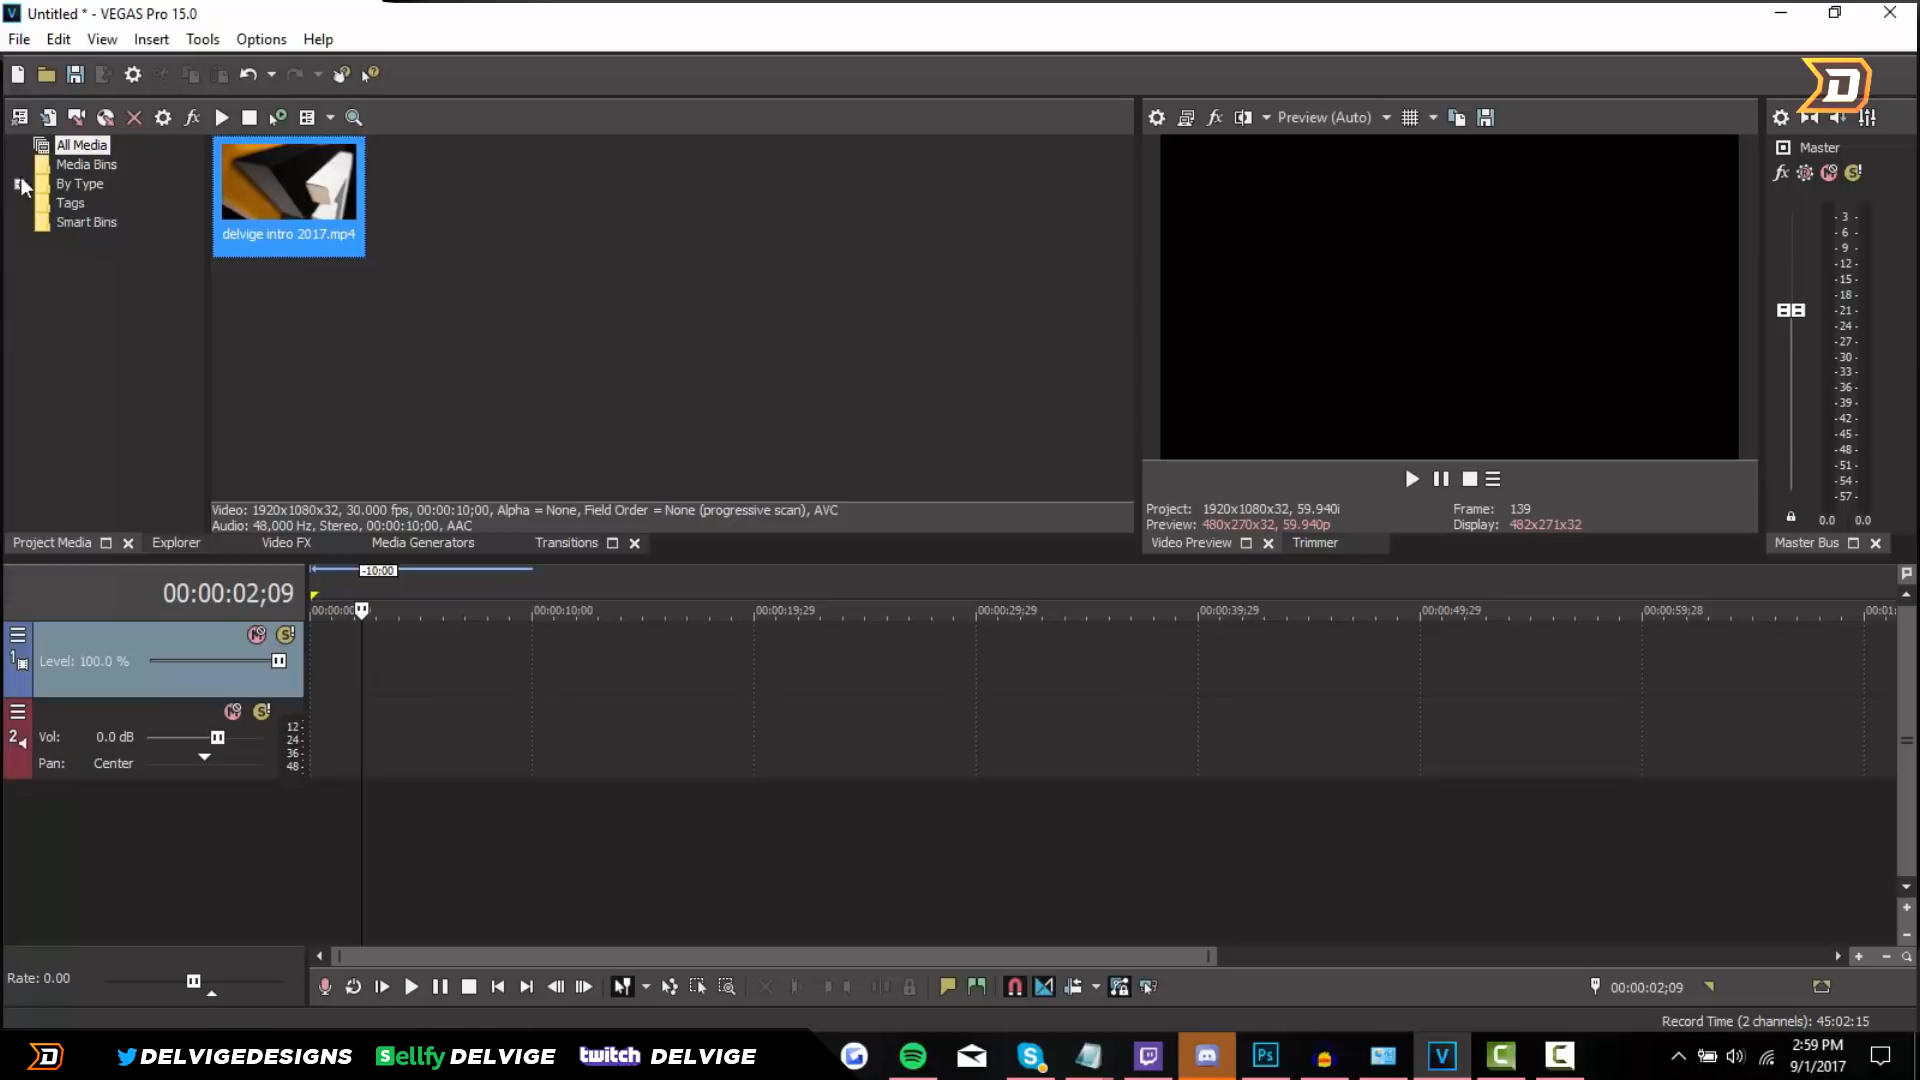 Untitled * - VEGAS Pro 15.0
File Edit View Insert Tools Options Help
Preview (Auto)
D
All Media
Media Bins
By Type
Tags
Smart Bins
delvige intro 2017.mp4
Master
- 3 -
- 6 -
- 9 -
-12-
-15-
-18-
-21-
-24-
-27-
-30-
-33-
-36-
-39-
-42-
-45-
-48-
-51-
-54-
-57-
0.0 0.0
Video: 1920x1080x32, 30.000 fps, 00:00:10;00, Alpha = None, Field Order = None (progressive scan), AVC
Audio: 48,000 Hz, Stereo, 00:00:10;00, AAC
Project: 1920x1080x32, 59.940i
Frame: 139
Preview: 480x270x32, 59.940p
Display: 482x271x32
Project Media Explorer Video FX Media Generators Transitions
Video Preview Trimmer
Master Bus
-10;00
00:00:02;09
00:00:00 00:00:10;00 00:00:19;29 00:00:29;29 00:00:39;29 00:00:49;29 00:00:59;28 00:01:
1 Level: 100.0 %
2 Vol: 0.0 dB
Pan: Center
12-
24-
36-
48-
Rate: 0.00
00:00:02;09
Record Time (2 channels): 45:02:15
D DELVIGEDESIGNS Sellfy DELVIGE twitch DELVIGE
Ps V
2:59 PM
9/1/2017